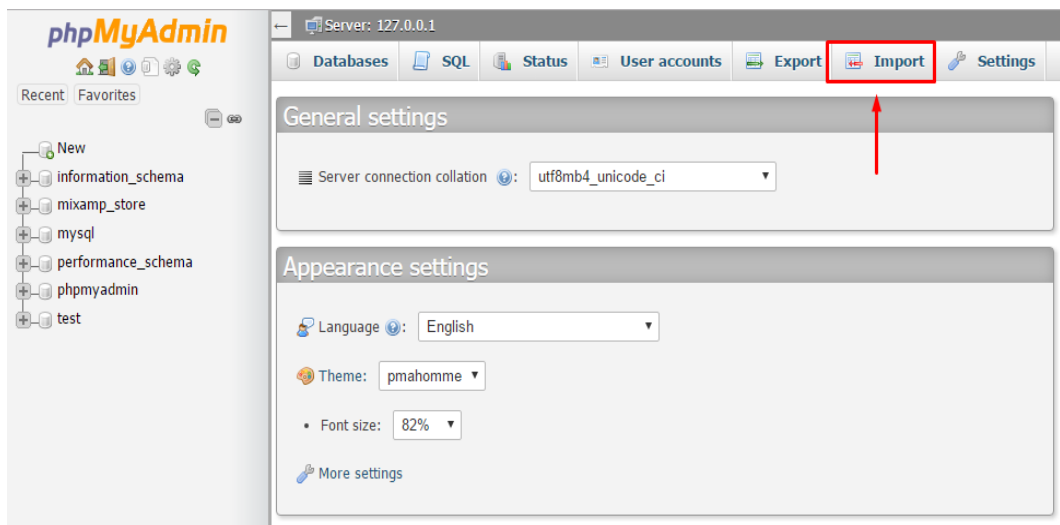 phpMyAdmin
Recent Favorites
New
information_schema
mixamp_store
mysql
performance_schema
phpmyadmin
test
Server: 127.0.0.1
Databases SQL Status User accounts Export Import Settings
General settings
Server connection collation : utf8mb4_unicode_ci
Appearance settings
Language : English
Theme: pmahomme
• Font size: 82%
More settings